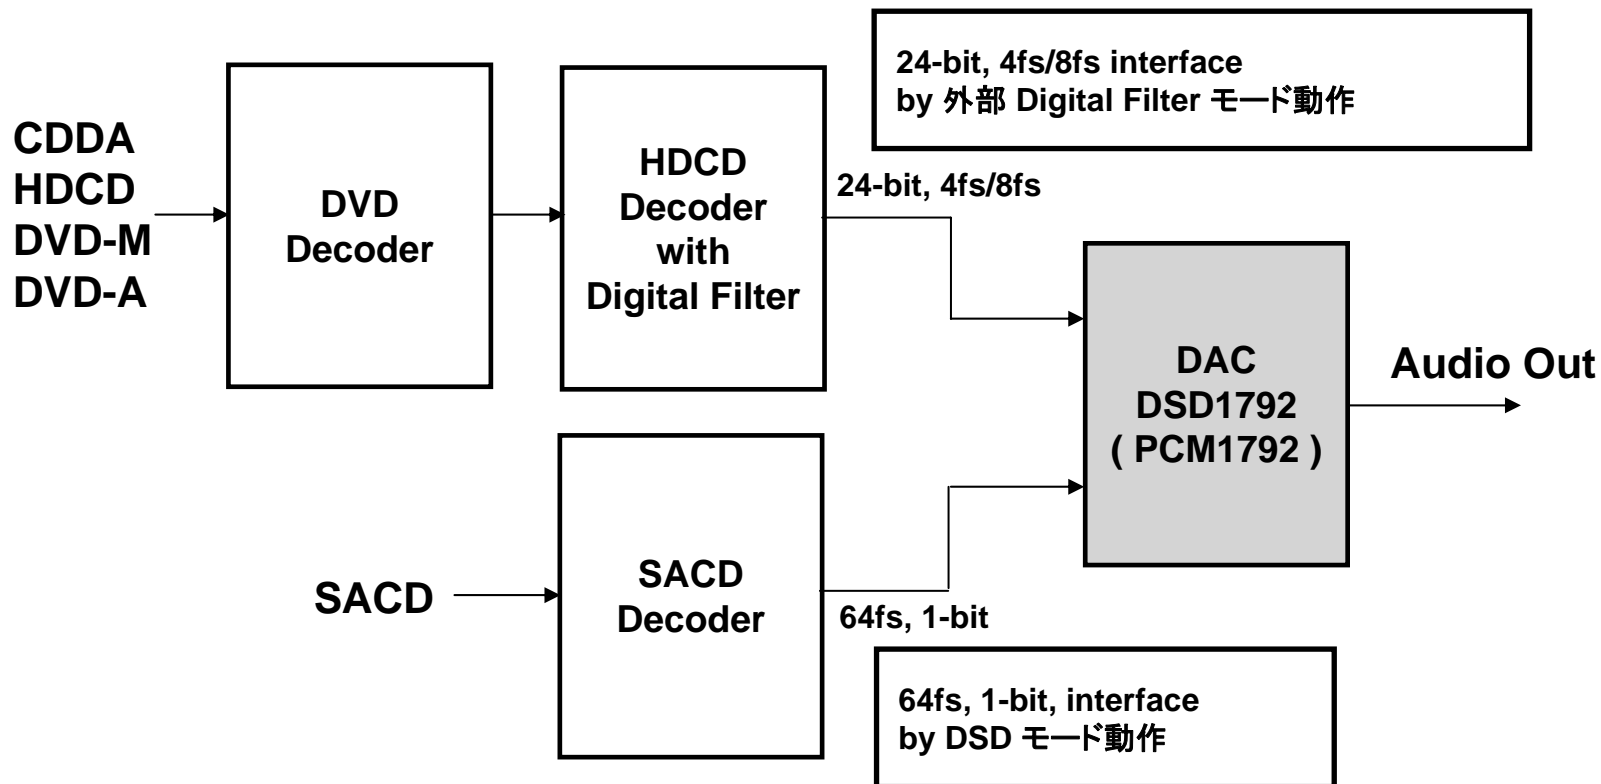 24-bit, 4fs/8fs interface
by 外部 Digital Filter モード動作
CDDA
HDCD
DVD-M
DVD-A
DVD
Decoder
HDCD
Decoder
with
Digital Filter
24-bit, 4fs/8fs
DAC
DSD1792
( PCM1792 )
Audio Out
SACD
SACD
Decoder
64fs, 1-bit
64fs, 1-bit, interface
by DSD モード動作